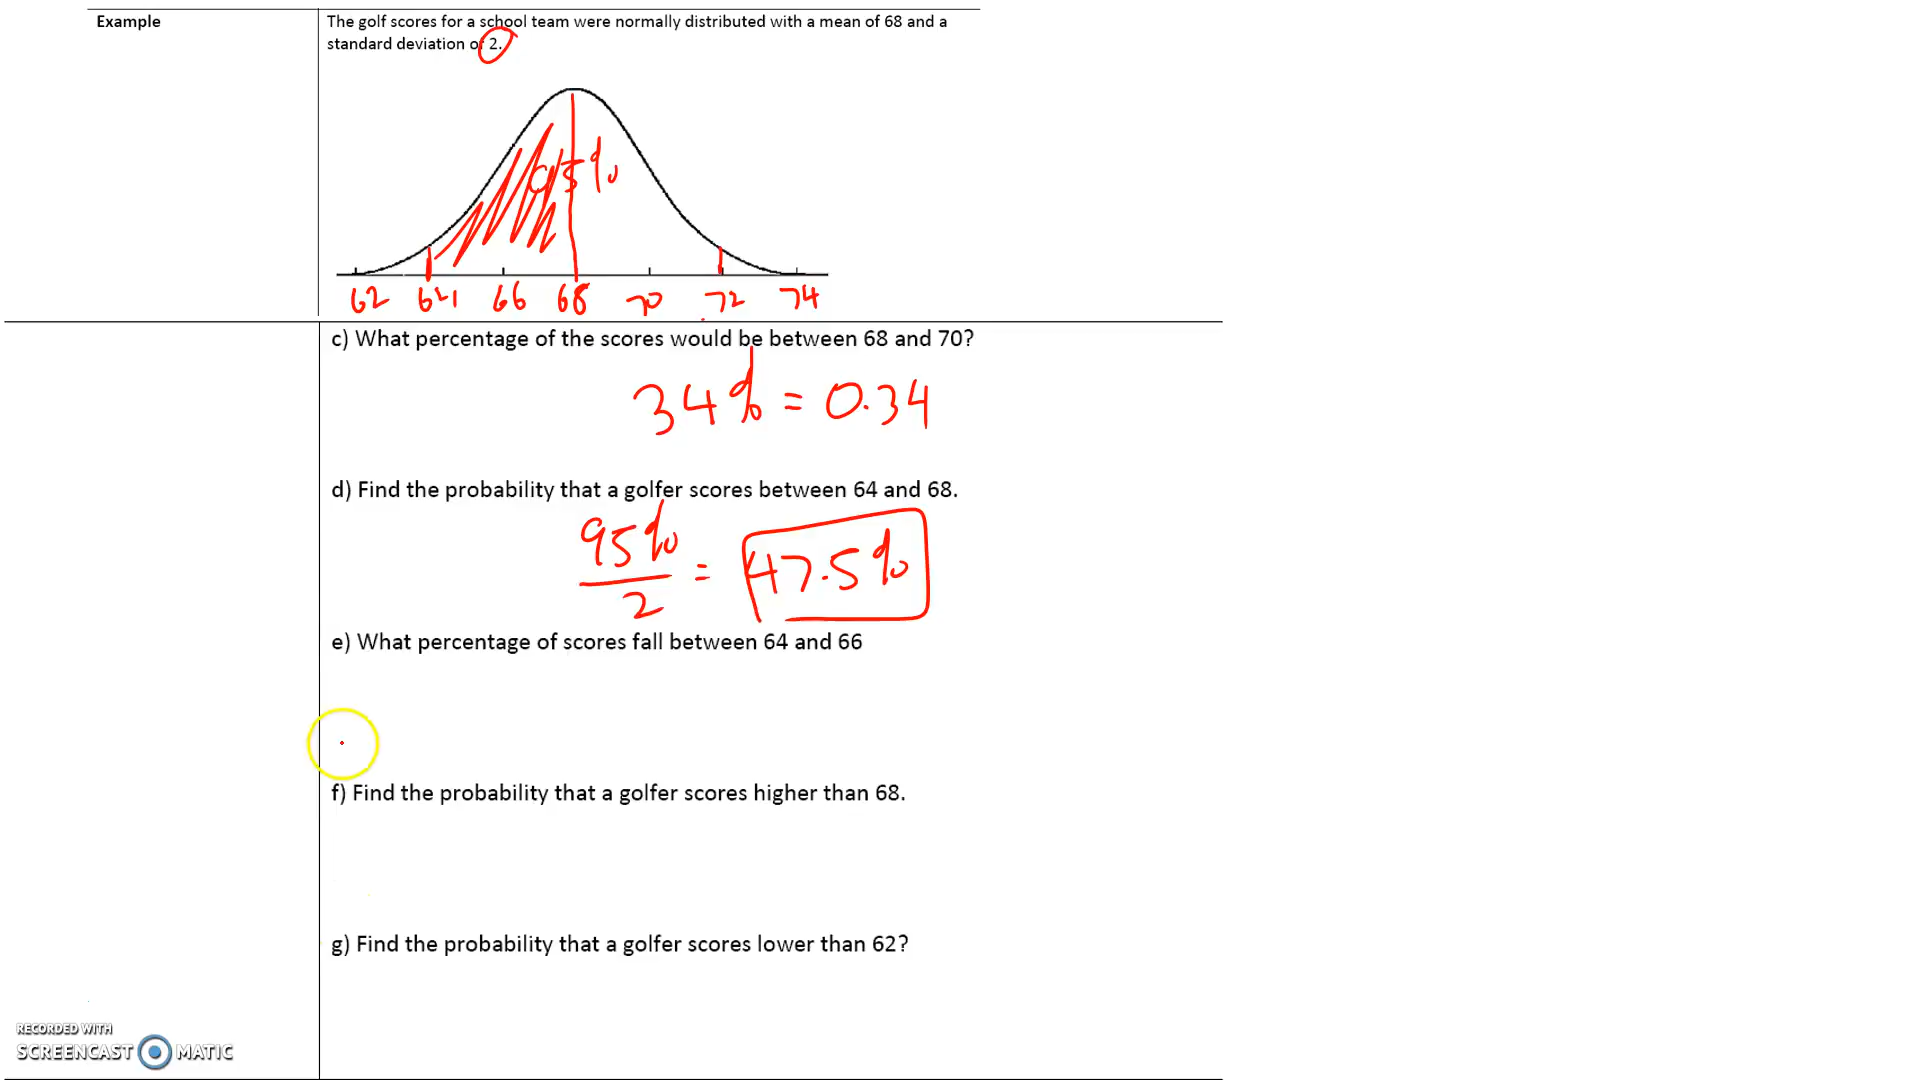 Example
The golf scores for a school team were normally distributed with a mean of 68 and a
standard deviation of 2.
95%
62 64 66 68 70 72 74
c) What percentage of the scores would be between 68 and 70?
34% = 0.34
d) Find the probability that a golfer scores between 64 and 68.
95%
= 47.5%
2
e) What percentage of scores fall between 64 and 66
f) Find the probability that a golfer scores higher than 68.
g) Find the probability that a golfer scores lower than 62?
RECORDED WITH
SCREENCAST MATIC